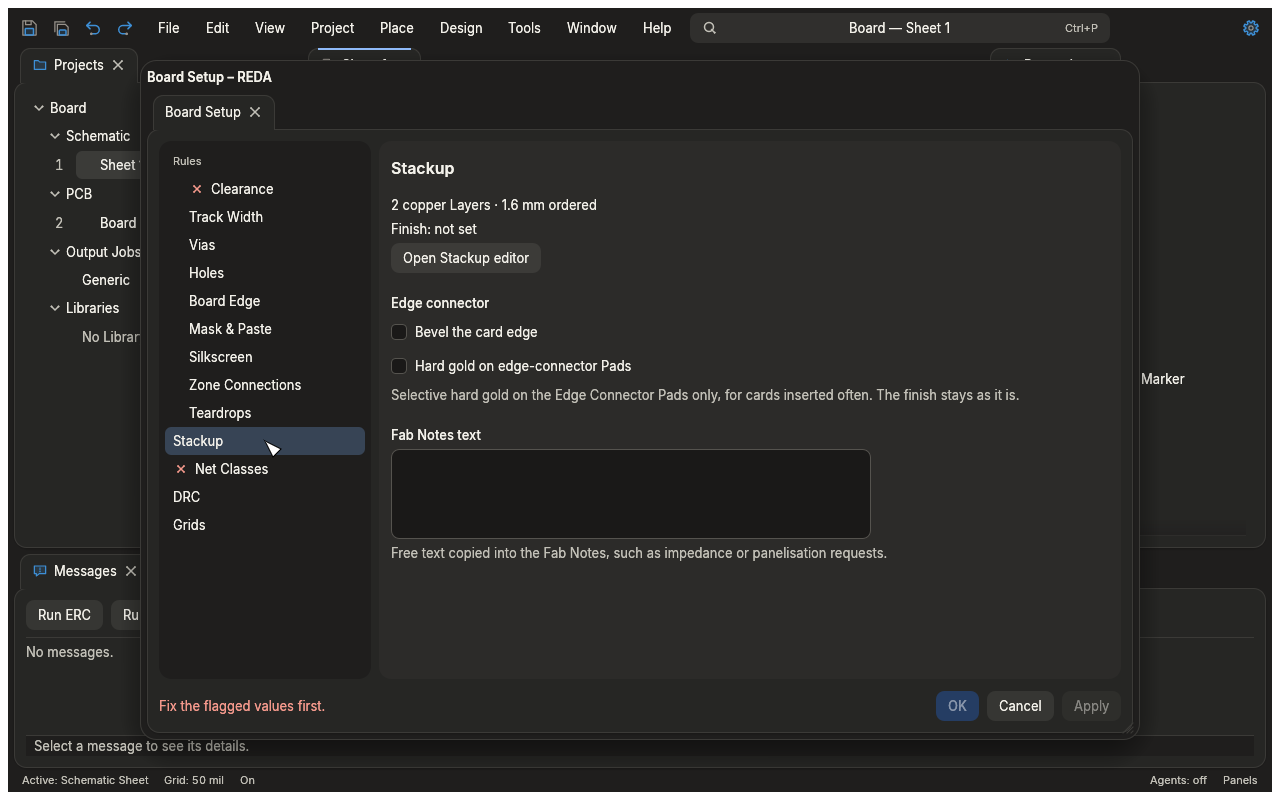 File Edit View Project Place Design Tools Window Help Board — Sheet 1 Ctrl+P
Projects
Board Setup – REDA
Board Setup
Board
Schematic
1 Sheet
PCB
2 Board
Output Jobs
Generic
Libraries
No Librar
Rules
Clearance
Track Width
Vias
Holes
Board Edge
Mask & Paste
Silkscreen
Zone Connections
Teardrops
Stackup
Net Classes
DRC
Grids
Stackup
2 copper Layers · 1.6 mm ordered
Finish: not set
Open Stackup editor
Edge connector
Bevel the card edge
Hard gold on edge-connector Pads
Selective hard gold on the Edge Connector Pads only, for cards inserted often. The finish stays as it is.
Fab Notes text
Free text copied into the Fab Notes, such as impedance or panelisation requests.
Fix the flagged values first.
OK Cancel Apply
Marker
Messages
Run ERC Ru
No messages.
Select a message to see its details.
Active: Schematic Sheet Grid: 50 mil On Agents: off Panels